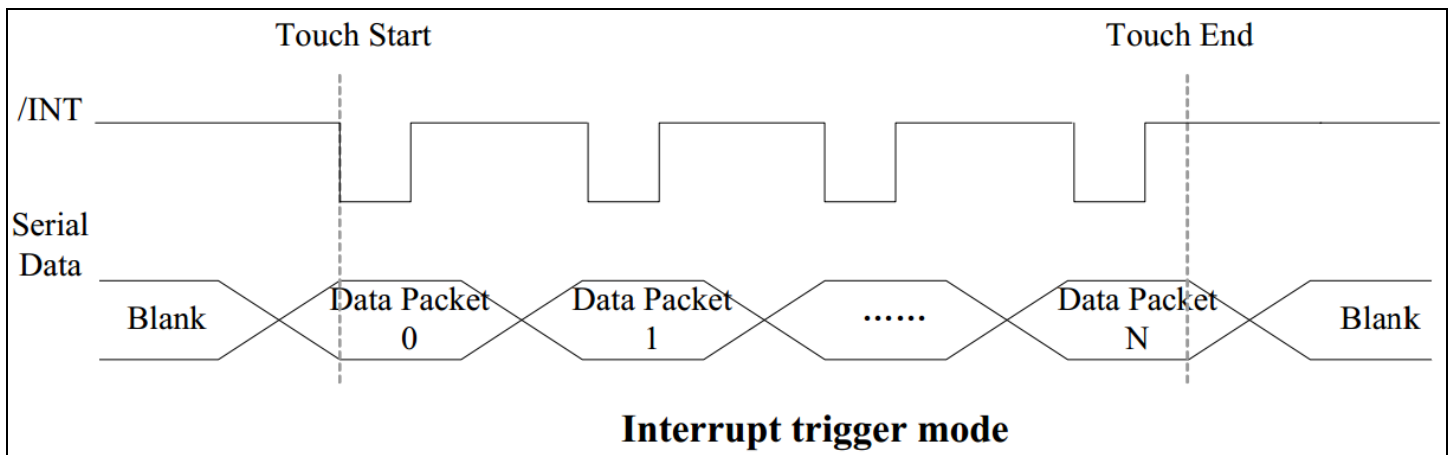 Touch Start
Touch End
/INT
Serial
Data
Blank
Data Packet
0
Data Packet
1
......
Data Packet
N
Blank
Interrupt trigger mode